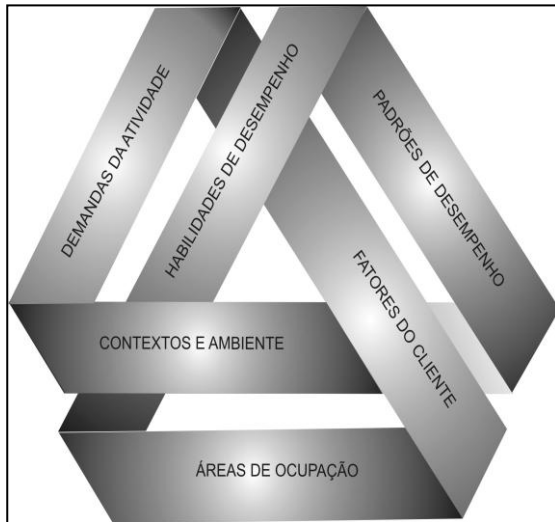 DEMANDAS DA ATIVIDADE
HABILIDADES DE DESEMPENHO
PADRÕES DE DESEMPENHO
FATORES DO CLIENTE
CONTEXTOS E AMBIENTE
ÁREAS DE OCUPAÇÃO